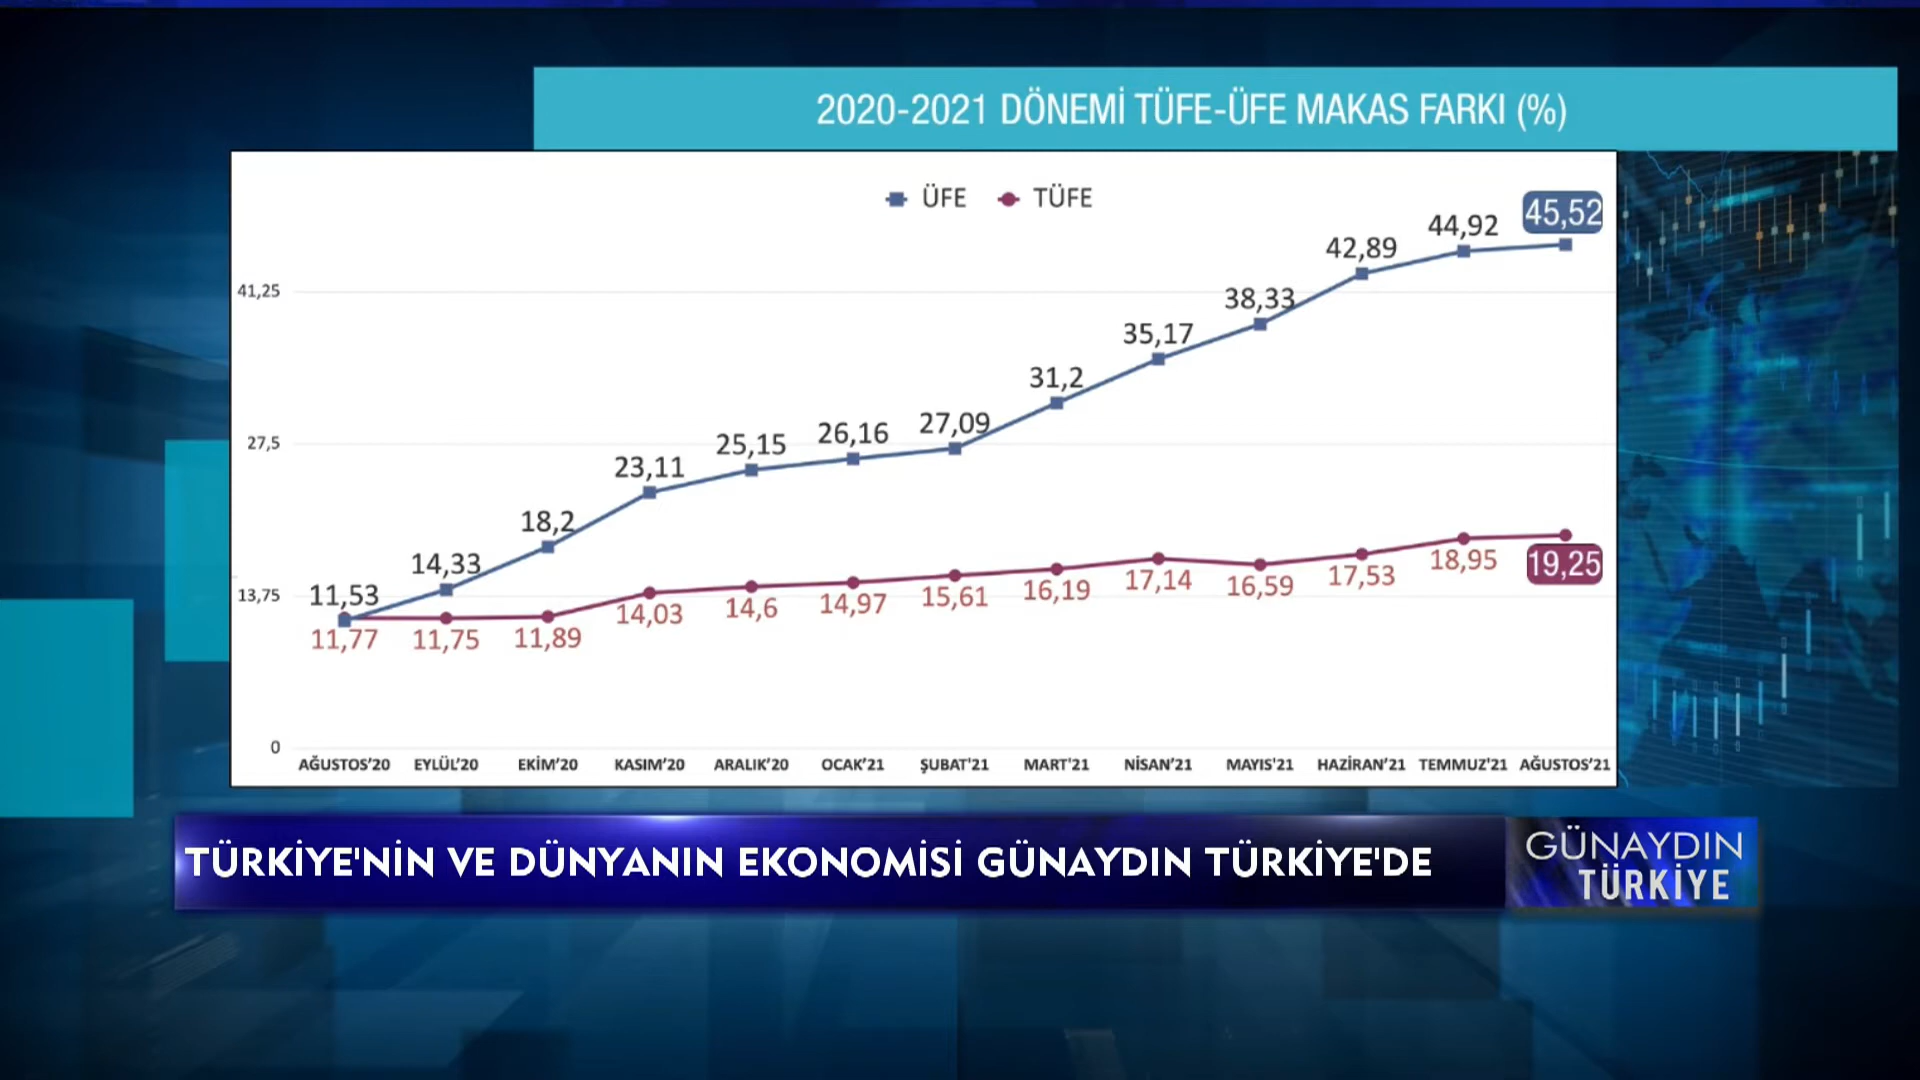 2020-2021 DÖNEMİ TÜFE-ÜFE MAKAS FARKI (%)
ÜFE TÜFE
45,52
44,92
42,89
41,25
38,33
35,17
31,2
27,09
26,16
25,15
27,5
23,11
18,2
14,33
11,53
13,75
11,77 11,75 11,89 14,03 14,6 14,97 15,61 16,19 17,14 16,59 17,53 18,95 19,25
0
AĞUSTOS'20 EYLÜL'20 EKİM'20 KASIM'20 ARALIK'20 OCAK'21 ŞUBAT'21 MART'21 NİSAN'21 MAYIS'21 HAZİRAN'21 TEMMUZ'21 AĞUSTOS'21
TÜRKİYE'NİN VE DÜNYANIN EKONOMİSİ GÜNAYDIN TÜRKİYE'DE
GÜNAYDIN
TÜRKİYE